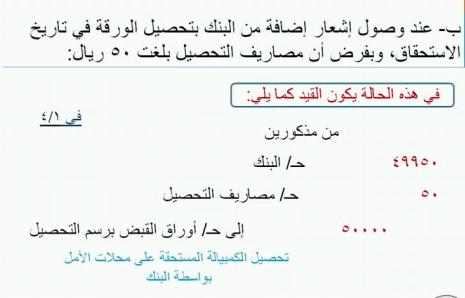 ب- عند وصول إشعار إضافة من البنك بتحصيل الورقة في تاريخ
الاستحقاق، وبفرض أن مصاريف التحصيل بلغت ٥٠ ريال:
في هذه الحالة يكون القيد كما يلي:
في ٤/١
من مذكورين
٤٩٩٥٠ حـ/ البنك
٥٠ حـ/ مصاريف التحصيل
٥٠٠٠٠ إلى حـ/ أوراق القبض برسم التحصيل
تحصيل الكمبيالة المستحقة على محلات الأمل
بواسطة البنك